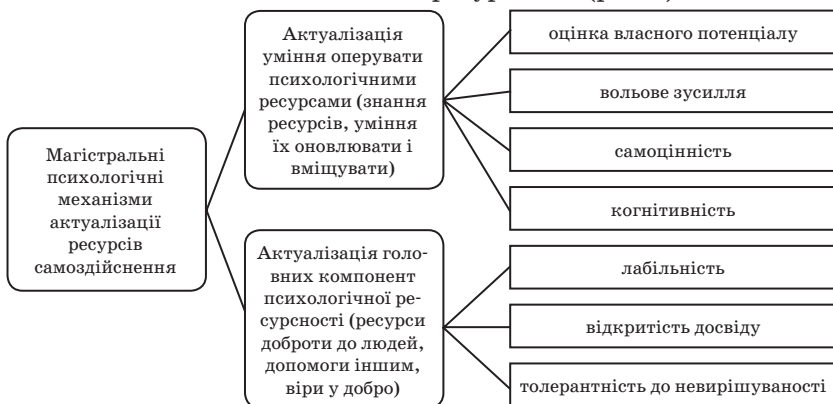 Магістральні
психологічні
механізми
актуалізації
ресурсів
самоздійснення
Актуалізація
уміння оперувати
психологічними
ресурсами (знання
ресурсів, уміння
їх оновлювати і
вміщувати)
оцінка власного потенціалу
вольове зусилля
самоцінність
когнітивність
Актуалізація голо-
вних компонент
психологічної ре-
сурсності (ресурси
доброти до людей,
допомоги іншим,
віри у добро)
лабільність
відкритість досвіду
толерантність до невирішуваності